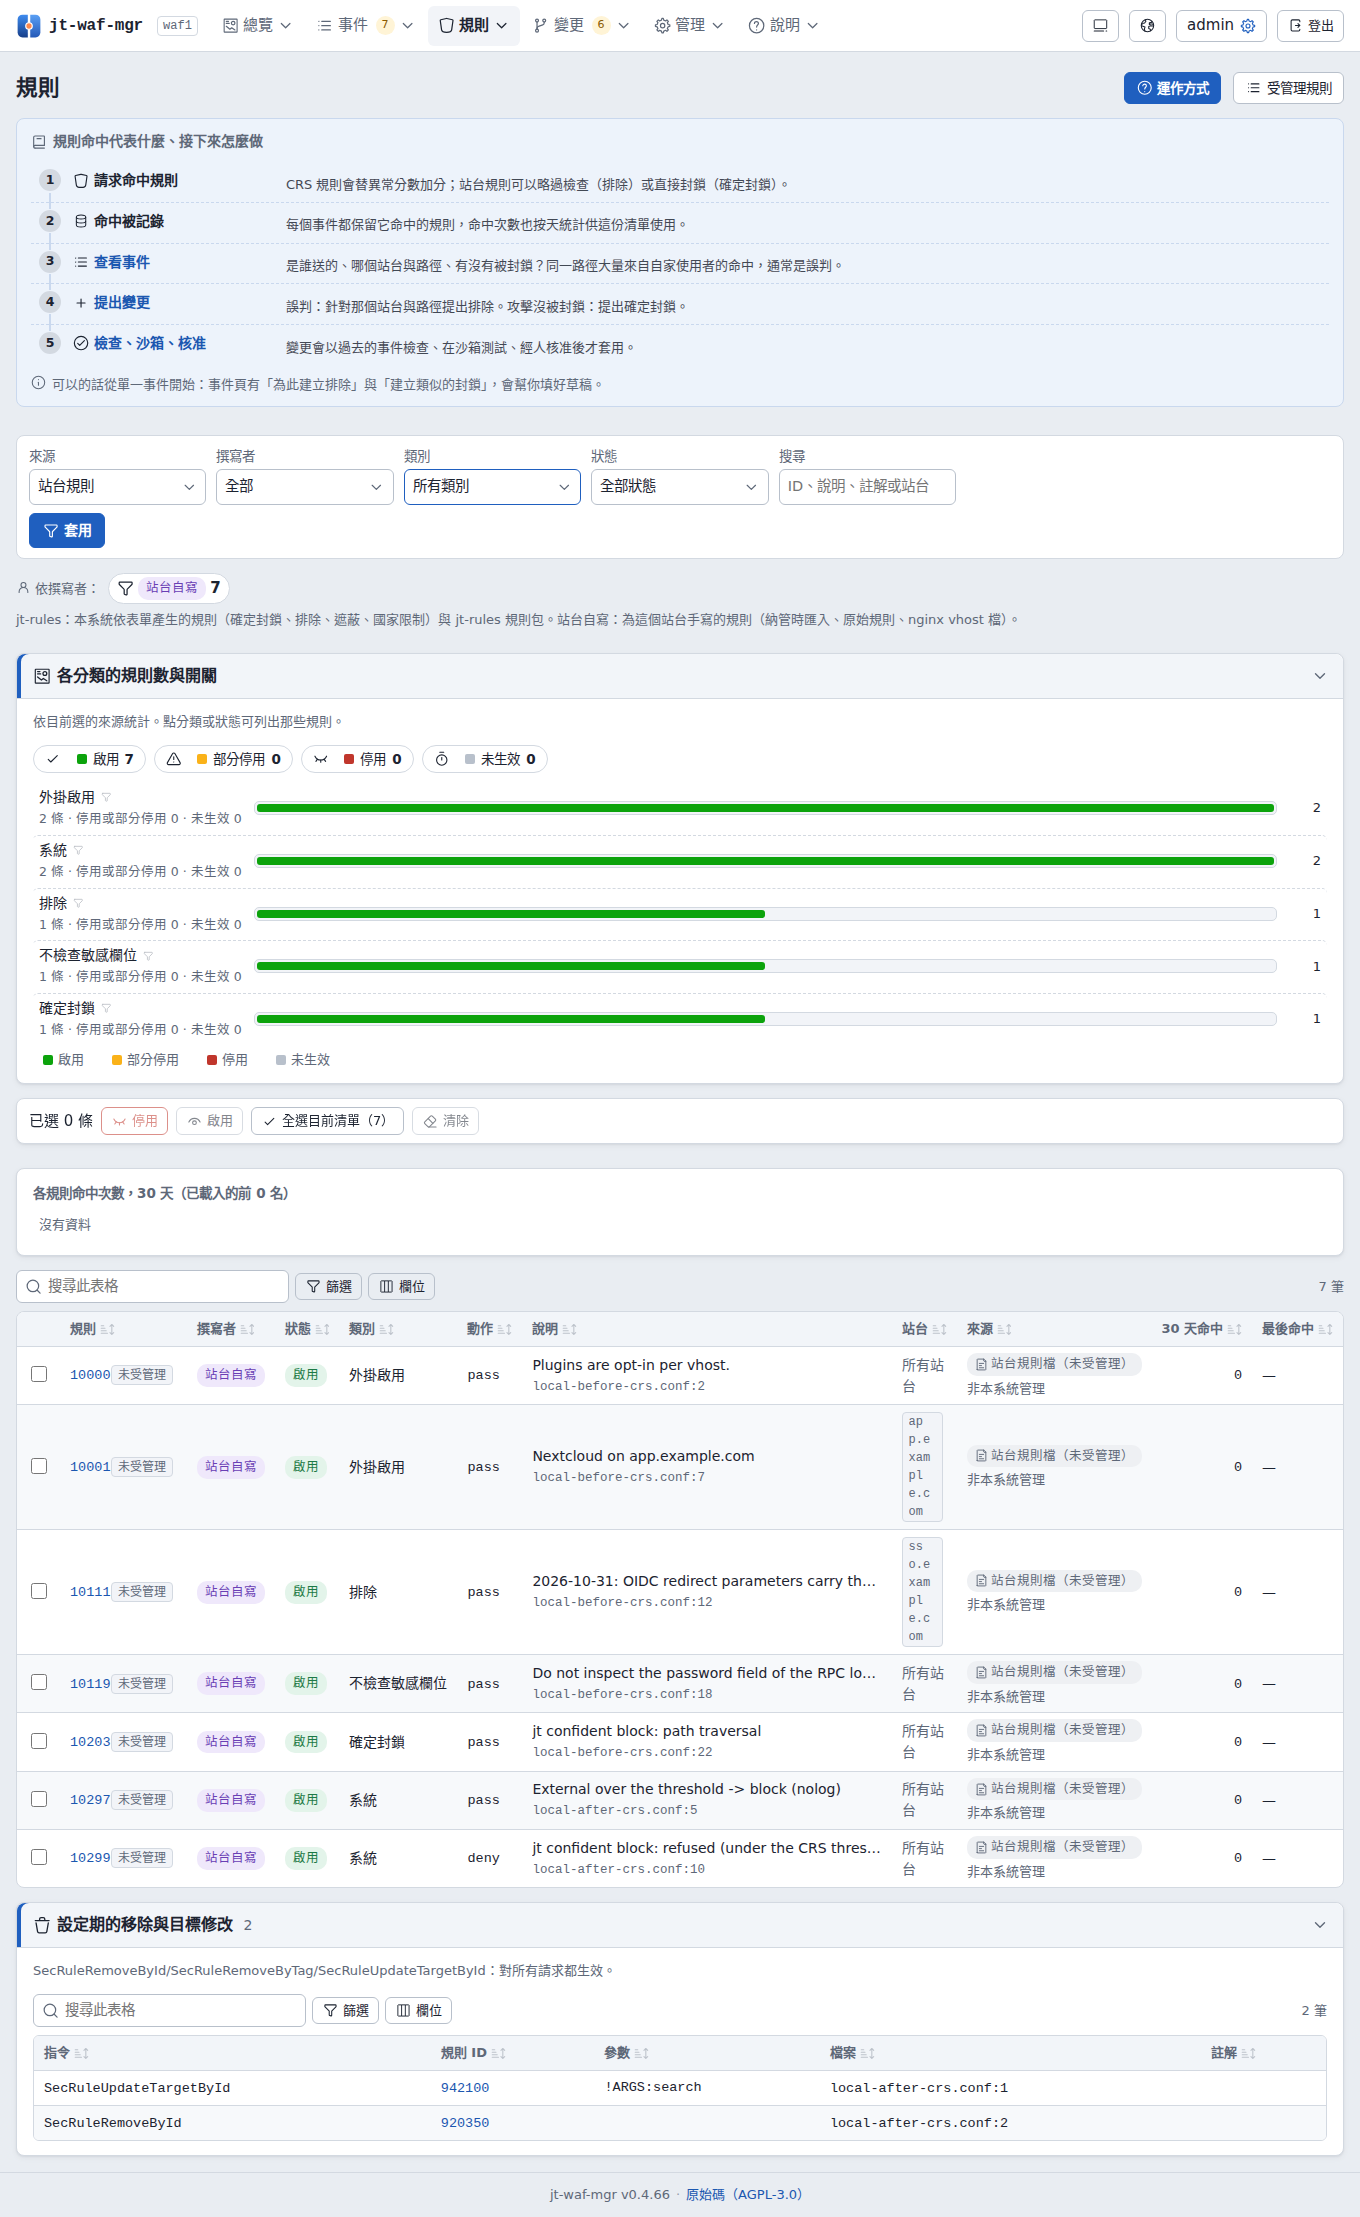 jt-waf-mgr waf1 總覽 事件 7 規則 變更 6 管理 說明 admin 登出
規則 運作方式 受管理規則
規則命中代表什麼、接下來怎麼做
1 請求命中規則 CRS 規則會替異常分數加分；站台規則可以略過檢查（排除）或直接封鎖（確定封鎖）。
2 命中被記錄 每個事件都保留它命中的規則，命中次數也按天統計供這份清單使用。
3 查看事件 是誰送的、哪個站台與路徑、有沒有被封鎖？同一路徑大量來自自家使用者的命中，通常是誤判。
4 提出變更 誤判：針對那個站台與路徑提出排除。攻擊沒被封鎖：提出確定封鎖。
5 檢查、沙箱、核准 變更會以過去的事件檢查、在沙箱測試、經人核准後才套用。
可以的話從單一事件開始：事件頁有「為此建立排除」與「建立類似的封鎖」，會幫你填好草稿。
來源 撰寫者 類別 狀態 搜尋
站台規則 全部 所有類別 全部狀態 ID、說明、註解或站台
套用
依撰寫者： 站台自寫 7
jt-rules：本系統依表單產生的規則（確定封鎖、排除、遮蔽、國家限制）與 jt-rules 規則包。站台自寫：為這個站台手寫的規則（納管時匯入、原始規則、nginx vhost 檔）。
各分類的規則數與開關
依目前選的來源統計。點分類或狀態可列出那些規則。
啟用 7 部分停用 0 停用 0 未生效 0
外掛啟用
2 條 · 停用或部分停用 0 · 未生效 0 2
系統
2 條 · 停用或部分停用 0 · 未生效 0 2
排除
1 條 · 停用或部分停用 0 · 未生效 0 1
不檢查敏感欄位
1 條 · 停用或部分停用 0 · 未生效 0 1
確定封鎖
1 條 · 停用或部分停用 0 · 未生效 0 1
啟用 部分停用 停用 未生效
已選 0 條 停用 啟用 全選目前清單（7） 清除
各規則命中次數，30 天（已載入的前 0 名）
沒有資料
搜尋此表格 篩選 欄位 7 筆
規則 撰寫者 狀態 類別 動作 說明 站台 來源 30 天命中 最後命中
10000 未受管理 站台自寫 啟用 外掛啟用 pass Plugins are opt-in per vhost. 所有站台 站台規則檔（未受管理） 0 —
local-before-crs.conf:2 非本系統管理
10001 未受管理 站台自寫 啟用 外掛啟用 pass Nextcloud on app.example.com app.example.com 站台規則檔（未受管理） 0 —
local-before-crs.conf:7 非本系統管理
10111 未受管理 站台自寫 啟用 排除 pass 2026-10-31: OIDC redirect parameters carry th… sso.example.com 站台規則檔（未受管理） 0 —
local-before-crs.conf:12 非本系統管理
10119 未受管理 站台自寫 啟用 不檢查敏感欄位 pass Do not inspect the password field of the RPC lo… 所有站台 站台規則檔（未受管理） 0 —
local-before-crs.conf:18 非本系統管理
10203 未受管理 站台自寫 啟用 確定封鎖 pass jt confident block: path traversal 所有站台 站台規則檔（未受管理） 0 —
local-before-crs.conf:22 非本系統管理
10297 未受管理 站台自寫 啟用 系統 pass External over the threshold -> block (nolog) 所有站台 站台規則檔（未受管理） 0 —
local-after-crs.conf:5 非本系統管理
10299 未受管理 站台自寫 啟用 系統 deny jt confident block: refused (under the CRS thres… 所有站台 站台規則檔（未受管理） 0 —
local-after-crs.conf:10 非本系統管理
設定期的移除與目標修改 2
SecRuleRemoveById/SecRuleRemoveByTag/SecRuleUpdateTargetById：對所有請求都生效。
搜尋此表格 篩選 欄位 2 筆
指令 規則 ID 參數 檔案 註解
SecRuleUpdateTargetById 942100 !ARGS:search local-after-crs.conf:1
SecRuleRemoveById 920350 local-after-crs.conf:2
jt-waf-mgr v0.4.66 · 原始碼（AGPL-3.0）